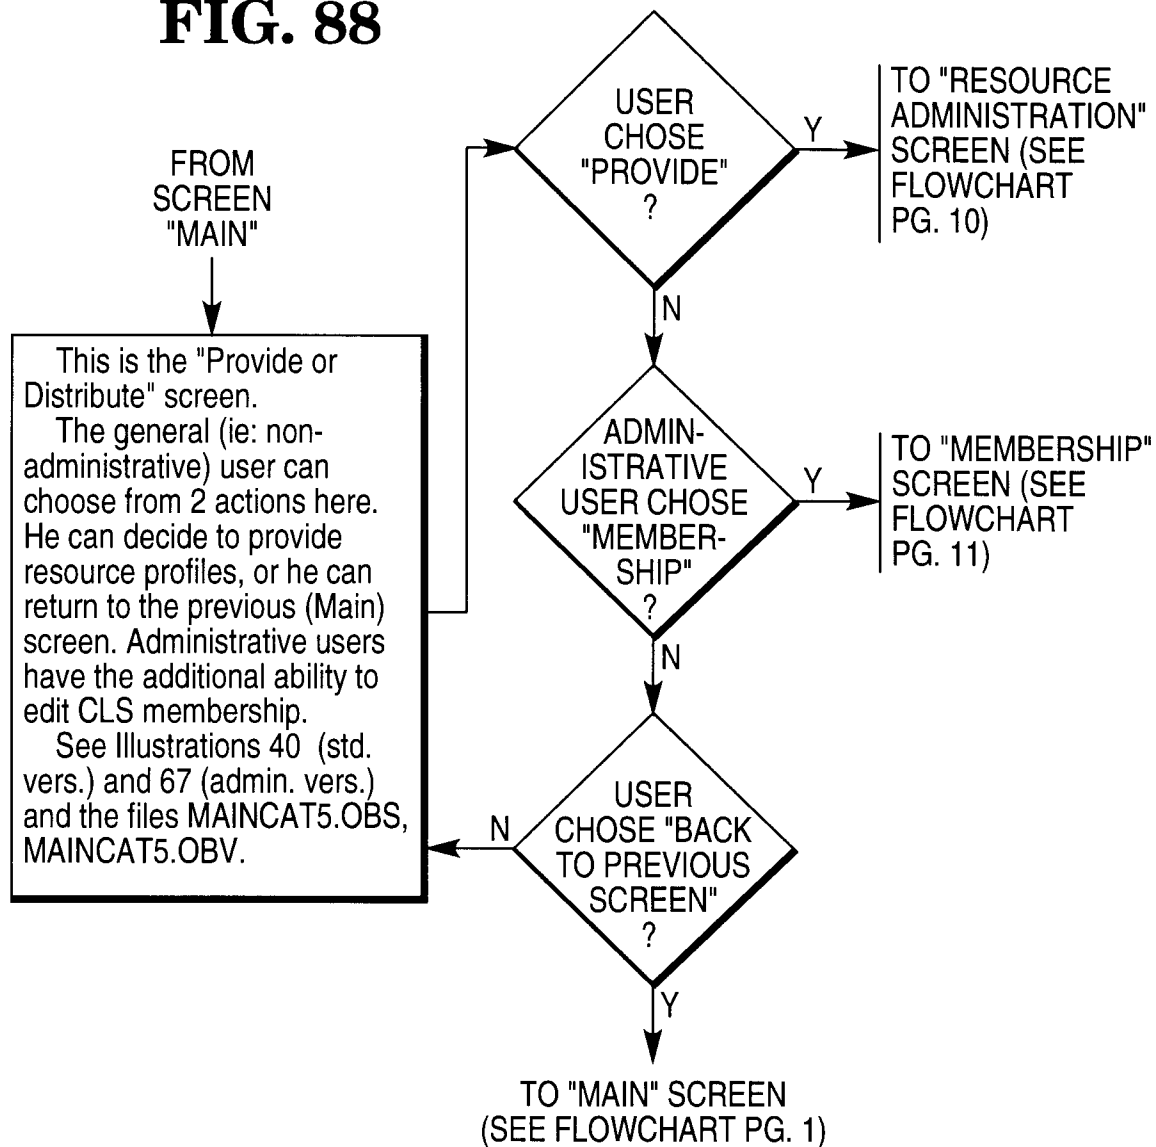 FIG. 88
FROM
SCREEN
"MAIN"
This is the "Provide or
Distribute" screen.
The general (ie: non-
administrative) user can
choose from 2 actions here.
He can decide to provide
resource profiles, or he can
return to the previous (Main)
screen. Administrative users
have the additional ability to
edit CLS membership.
See Illustrations 40 (std.
vers.) and 67 (admin. vers.)
and the files MAINCAT5.OBS,
MAINCAT5.OBV.
USER
CHOSE
"PROVIDE"
?
Y
TO "RESOURCE
ADMINISTRATION"
SCREEN (SEE
FLOWCHART
PG. 10)
N
ADMIN-
ISTRATIVE
USER CHOSE
"MEMBER-
SHIP"
?
Y
TO "MEMBERSHIP"
SCREEN (SEE
FLOWCHART
PG. 11)
N
USER
CHOSE "BACK
TO PREVIOUS
SCREEN"
?
N
Y
TO "MAIN" SCREEN
(SEE FLOWCHART PG. 1)